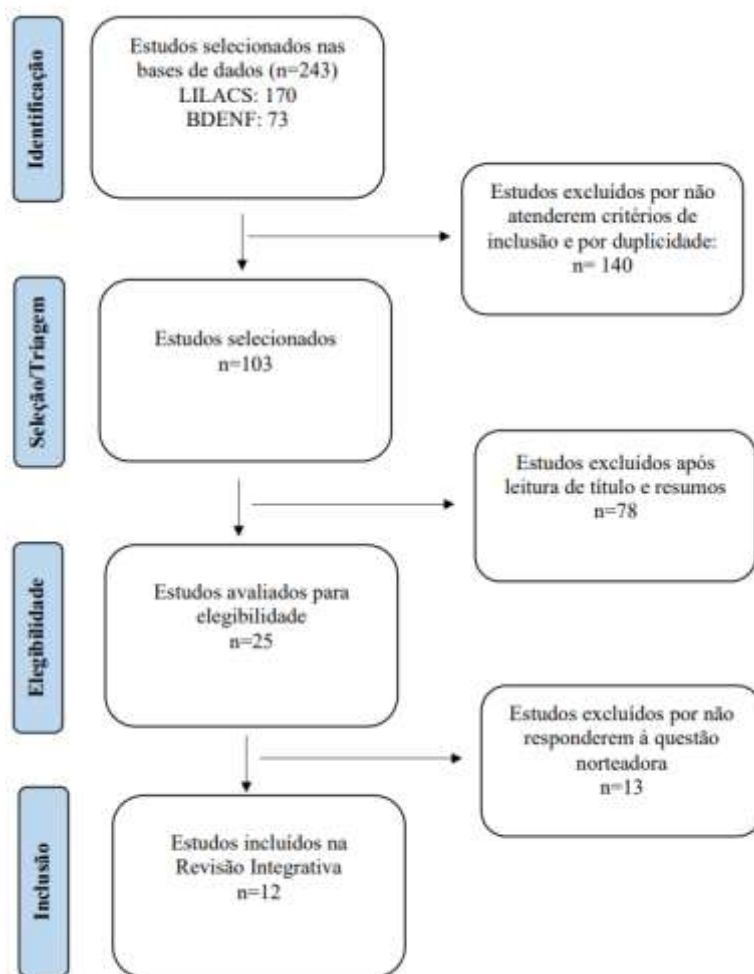 Identificação
Estudos selecionados nas
bases de dados (n=243)
LILACS: 170
BDENF: 73
Estudos excluídos por não
atenderem critérios de
inclusão e por duplicidade:
n= 140
Seleção/Triagem
Estudos selecionados
n=103
Estudos excluídos após
leitura de título e resumos
n=78
Elegibilidade
Estudos avaliados para
elegibilidade
n=25
Estudos excluídos por não
responderem à questão
norteadora
n=13
Inclusão
Estudos incluídos na
Revisão Integrativa
n=12